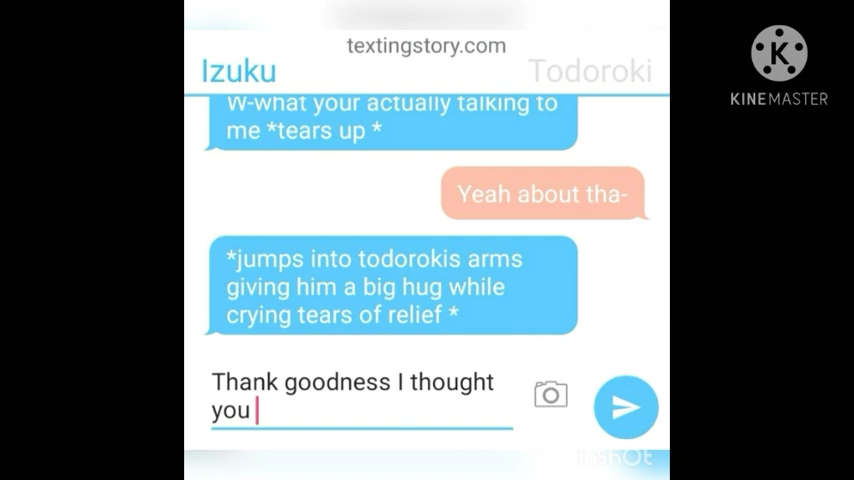 textingstory.com
Izuku
Todoroki
KINEMASTER
W-what your actually talking to
me *tears up *
Yeah about tha-
*jumps into todorokis arms
giving him a big hug while
crying tears of relief *
Thank goodness I thought
you
InShOt